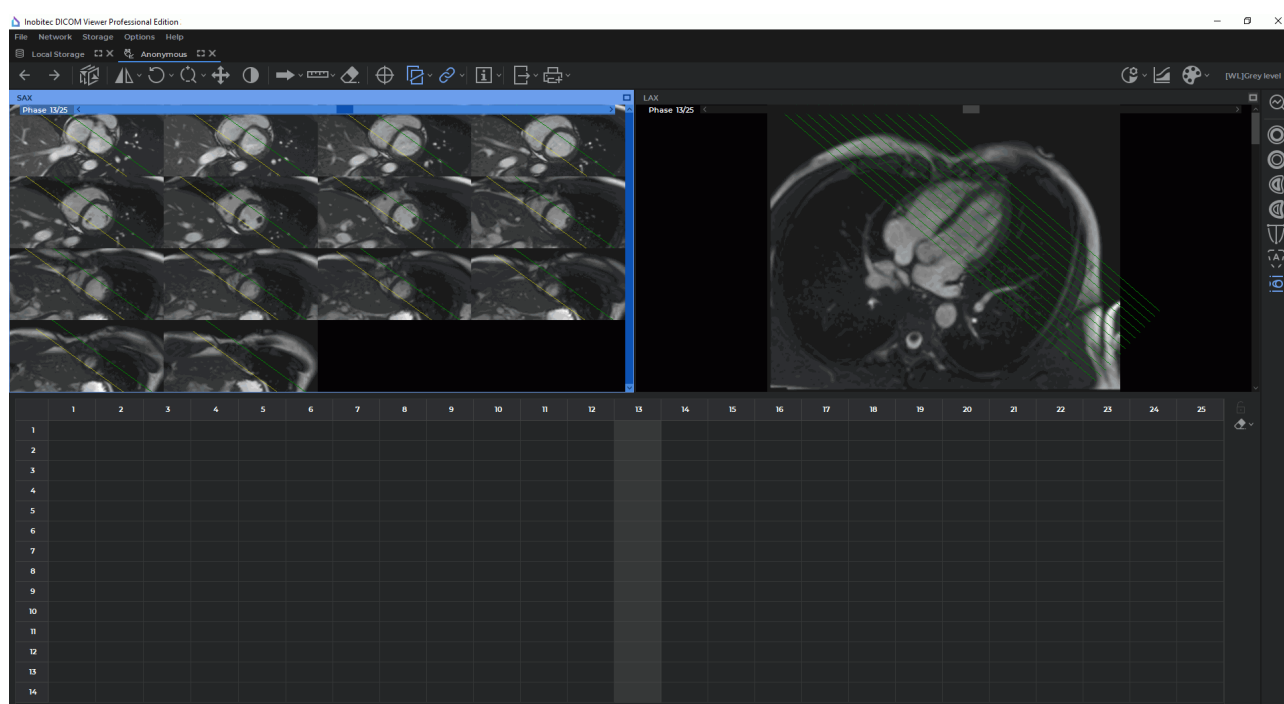 Inobitec DICOM Viewer Professional Edition
File Network Storage Options Help
Local Storage Anonymous
[WL]Grey level
SAX
Phase 13/25
LAX
Phase 13/25
1 2 3 4 5 6 7 8 9 10 11 12 13 14 15 16 17 18 19 20 21 22 23 24 25
1
2
3
4
5
6
7
8
9
10
11
12
13
14